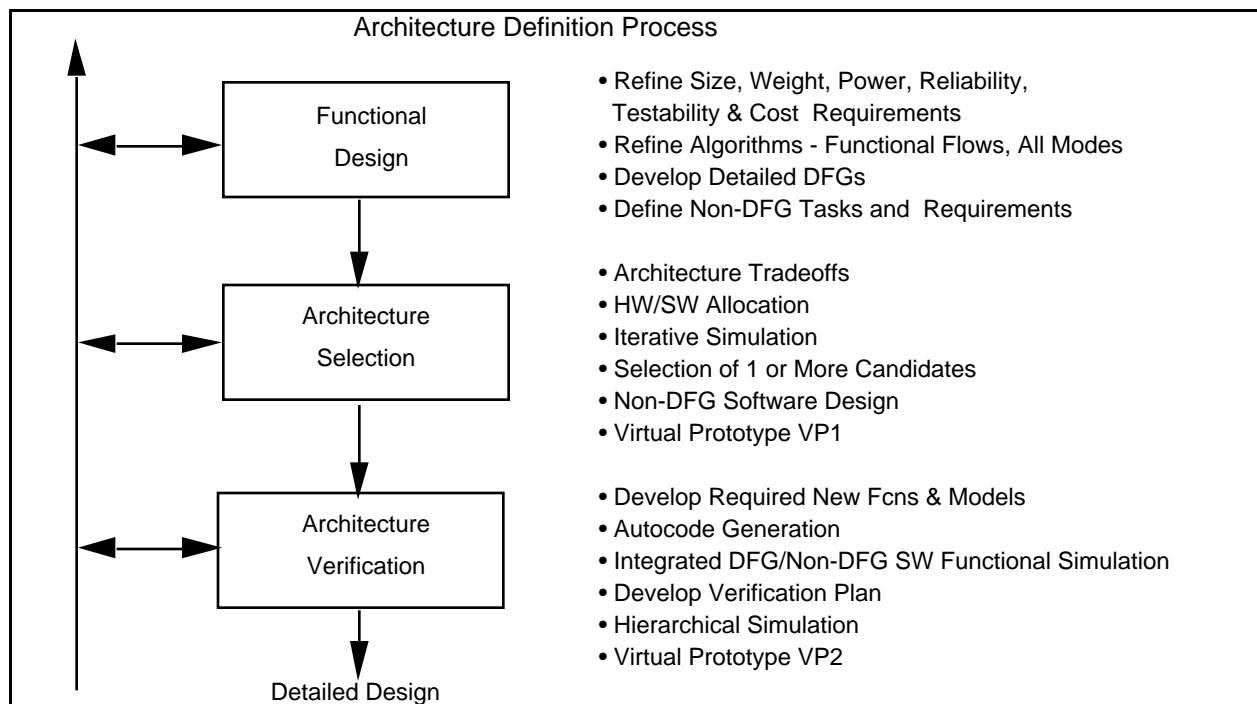 Architecture Definition Process
Functional
Design
• Refine Size, Weight, Power, Reliability,
Testability & Cost Requirements
• Refine Algorithms - Functional Flows, All Modes
• Develop Detailed DFGs
• Define Non-DFG Tasks and Requirements
Architecture
Selection
• Architecture Tradeoffs
• HW/SW Allocation
• Iterative Simulation
• Selection of 1 or More Candidates
• Non-DFG Software Design
• Virtual Prototype VP1
Architecture
Verification
• Develop Required New Fcns & Models
• Autocode Generation
• Integrated DFG/Non-DFG SW Functional Simulation
• Develop Verification Plan
• Hierarchical Simulation
• Virtual Prototype VP2
Detailed Design